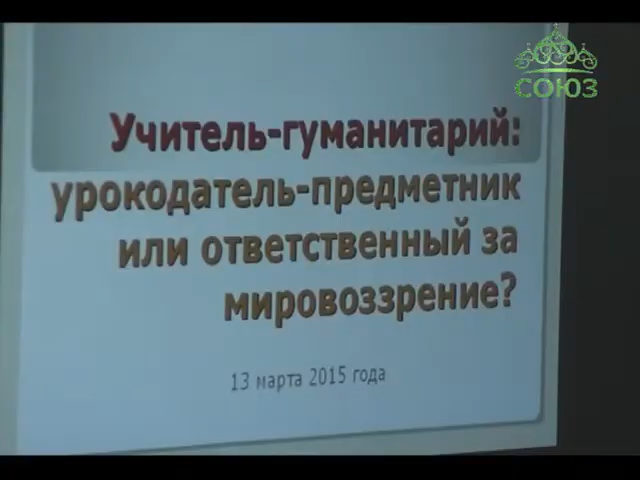 СОЮЗ
Учитель-гуманитарий:
урокодатель-предметник
или ответственный за
мировоззрение?
13 марта 2015 года